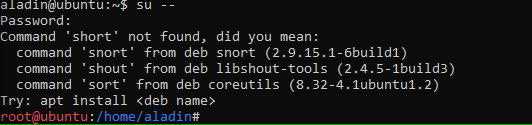 aladin@ubuntu:~$ su --
Password:
Command 'short' not found, did you mean:
  command 'snort' from deb snort (2.9.15.1-6build1)
  command 'shout' from deb libshout-tools (2.4.5-1build3)
  command 'sort' from deb coreutils (8.32-4.1ubuntu1.2)
Try: apt install <deb name>
root@ubuntu:/home/aladin#